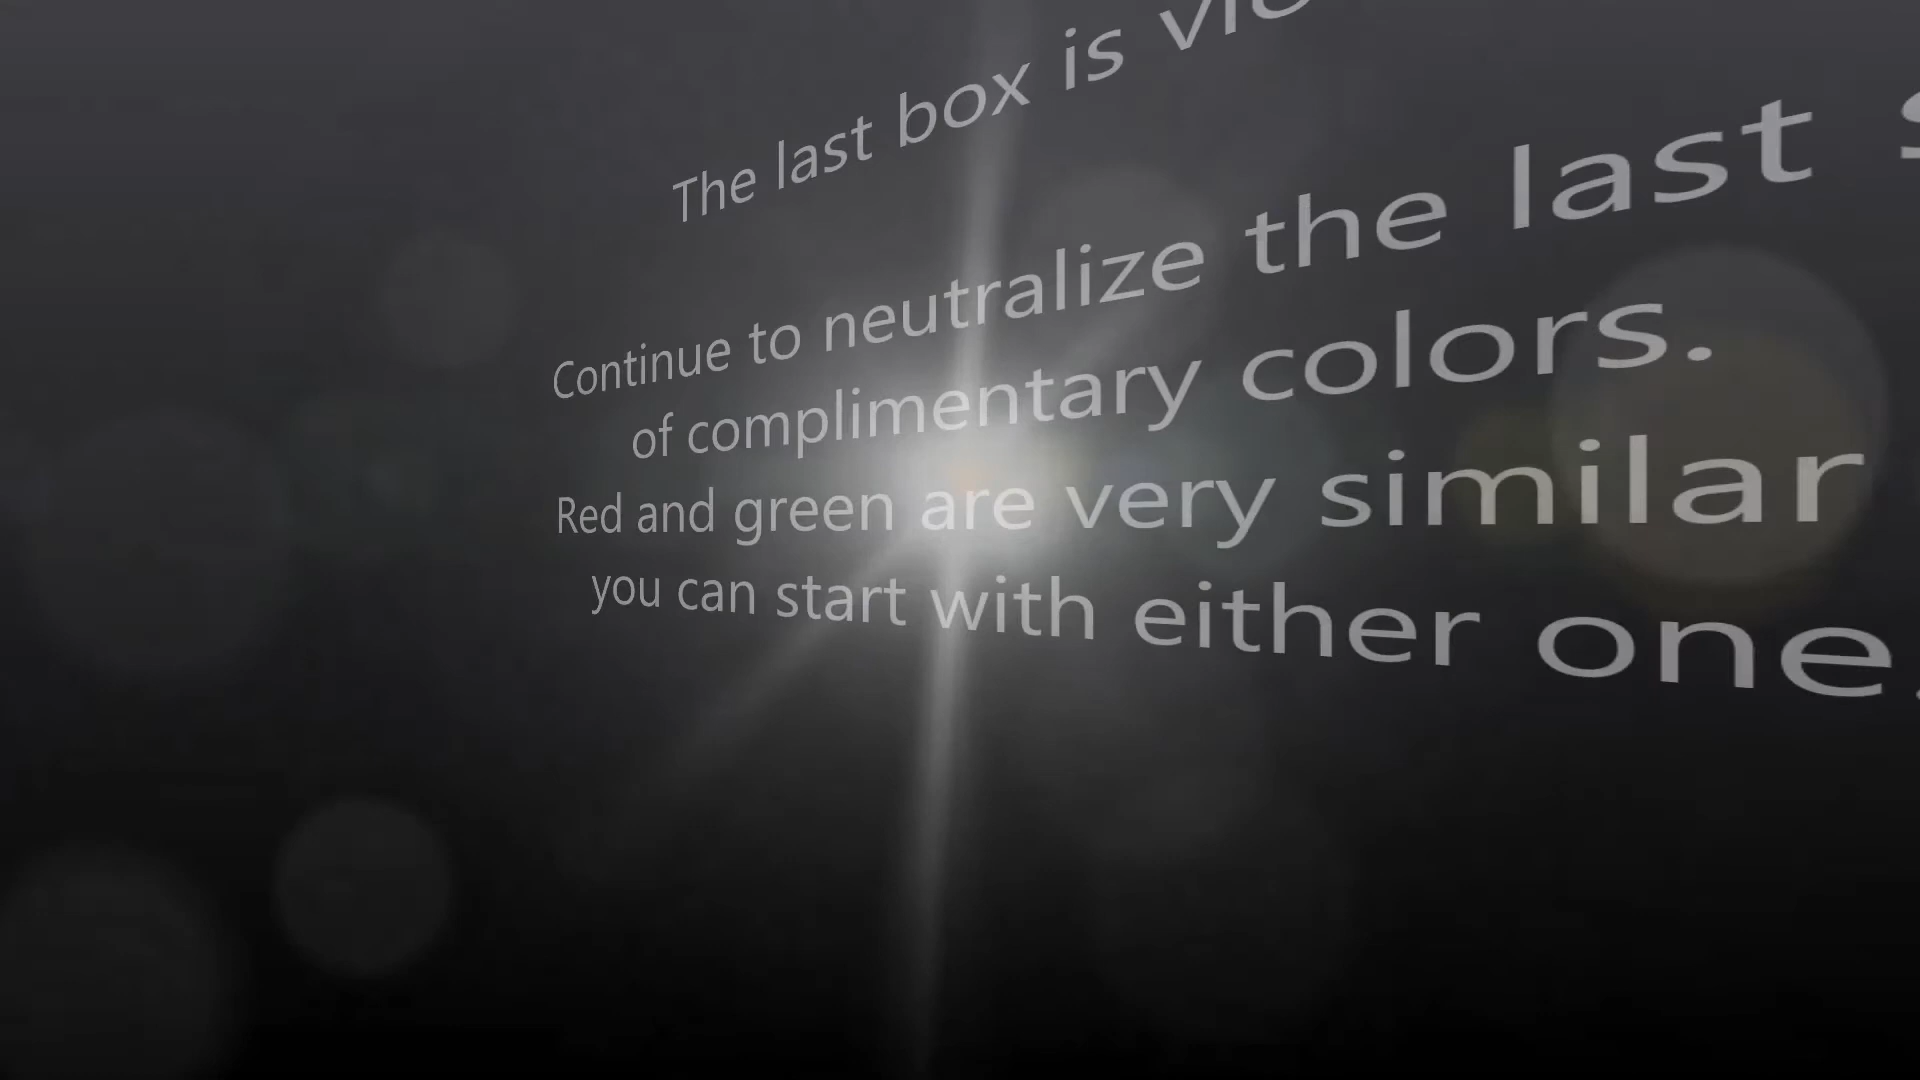 The last box is
Continue to neutralize the last
of complimentary colors.
Red and green are very similar
you can start with either one.